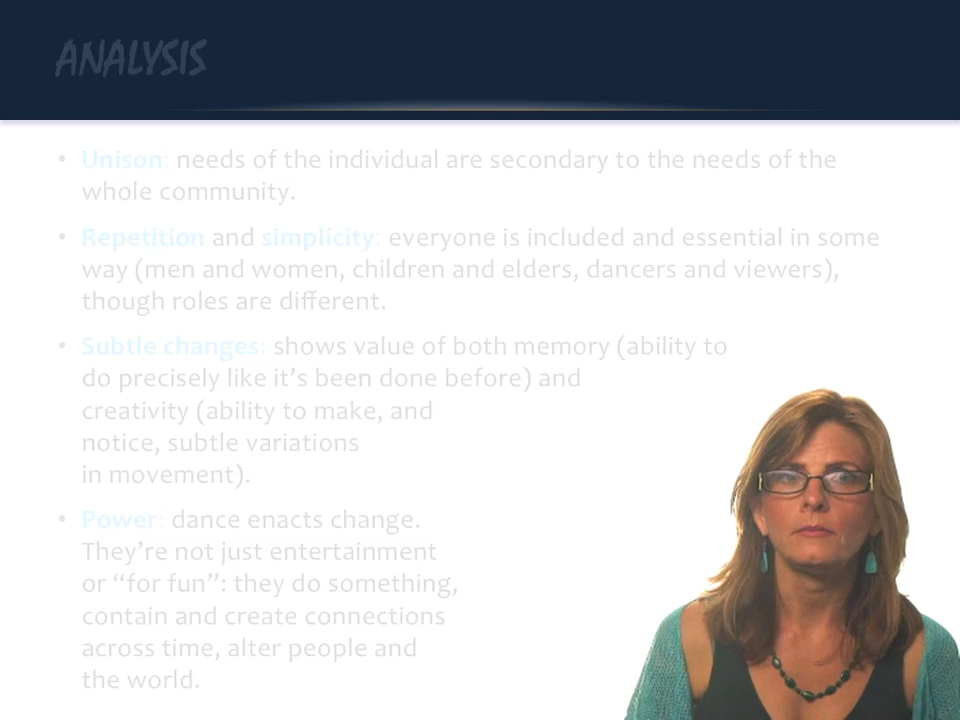 ANALYSIS
• Unison: needs of the individual are secondary to the needs of the
whole community.
• Repetition and simplicity: everyone is included and essential in some
way (men and women, children and elders, dancers and viewers),
though roles are different.
• Subtle changes: shows value of both memory (ability to
do precisely like it's been done before) and
creativity (ability to make, and
notice, subtle variations
in movement).
• Power: dance enacts change.
They're not just entertainment
or “for fun”: they do something,
contain and create connections
across time, alter people and
the world.